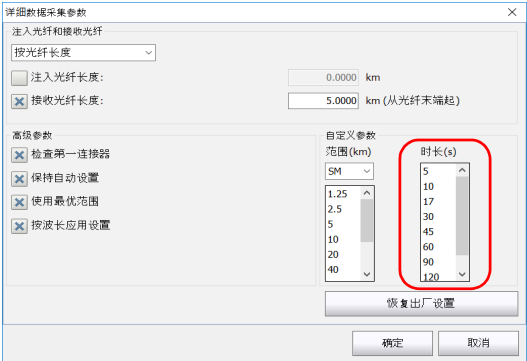 详细数据采集参数
注入光纤和接收光纤
按光纤长度
注入光纤长度:
0.0000 km
接收光纤长度:
5.0000 km (从光纤末端起)
高级参数
检查第一连接器
保持自动设置
使用最优范围
按波长应用设置
自定义参数
范围(km)
SM
1.25
2.5
5
10
20
40
时长(s)
5
10
17
30
45
60
90
120
恢复出厂设置
确定
取消